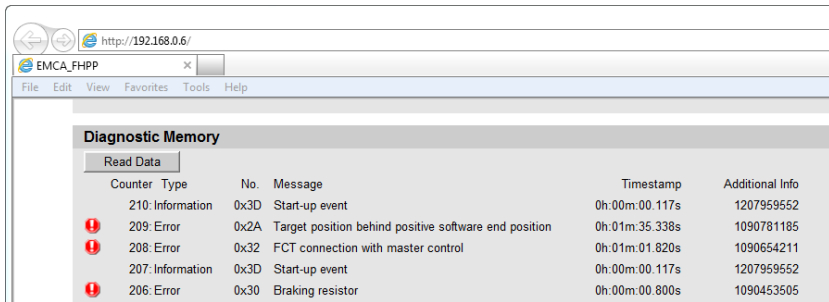 http://192.168.0.6/
EMCA_FHPP
File Edit View Favorites Tools Help
Diagnostic Memory
Read Data
Counter Type No. Message Timestamp Additional Info
210: Information 0x3D Start-up event 0h:00m:00.117s 1207959552
209: Error 0x2A Target position behind positive software end position 0h:01m:35.338s 1090781185
208: Error 0x32 FCT connection with master control 0h:01m:01.820s 1090654211
207: Information 0x3D Start-up event 0h:00m:00.117s 1207959552
206: Error 0x30 Braking resistor 0h:00m:00.800s 1090453505